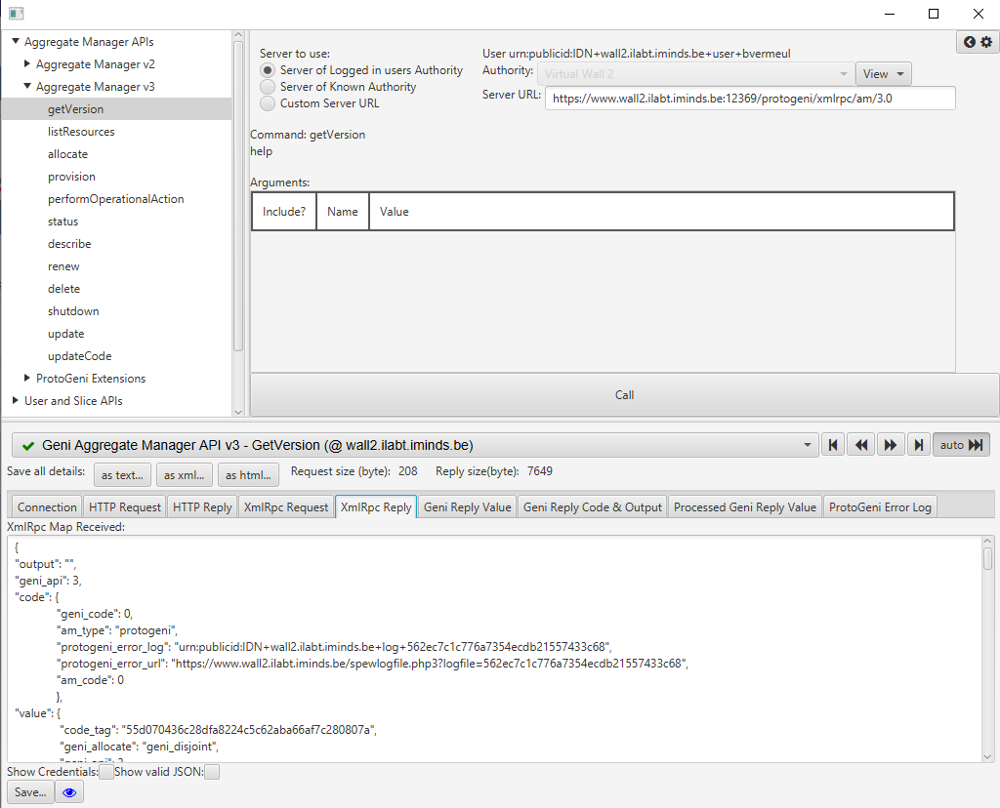 Aggregate Manager APIs
Aggregate Manager v2
Aggregate Manager v3
getVersion
listResources
allocate
provision
performOperationalAction
status
describe
renew
delete
shutdown
update
updateCode
ProtoGeni Extensions
User and Slice APIs
Server to use:
Server of Logged in users Authority
Server of Known Authority
Custom Server URL
User urn:publicid:IDN+wall2.ilabt.iminds.be+user+bvermeul
Authority: Virtual Wall 2 View
Server URL: https://www.wall2.ilabt.iminds.be:12369/protogeni/xmlrpc/am/3.0
Command: getVersion
help
Arguments:
Include? Name Value
Call
Geni Aggregate Manager API v3 - GetVersion (@ wall2.ilabt.iminds.be) auto
Save all details: as text... as xml... as html... Request size (byte): 208 Reply size(byte): 7649
Connection HTTP Request HTTP Reply XmlRpc Request XmlRpc Reply Geni Reply Value Geni Reply Code & Output Processed Geni Reply Value ProtoGeni Error Log
XmlRpc Map Received:
{
"output": "",
"geni_api": 3,
"code": {
"geni_code": 0,
"am_type": "protogeni",
"protogeni_error_log": "urn:publicid:IDN+wall2.ilabt.iminds.be+log+562ec7c1c776a7354ecdb21557433c68",
"protogeni_error_url": "https://www.wall2.ilabt.iminds.be/spewlogfile.php3?logfile=562ec7c1c776a7354ecdb21557433c68",
"am_code": 0
},
"value": {
"code_tag": "55d070436c28dfa8224c5c62aba66af7c280807a",
"geni_allocate": "geni_disjoint",
"geni_api": 3
Show Credentials: Show valid JSON:
Save...